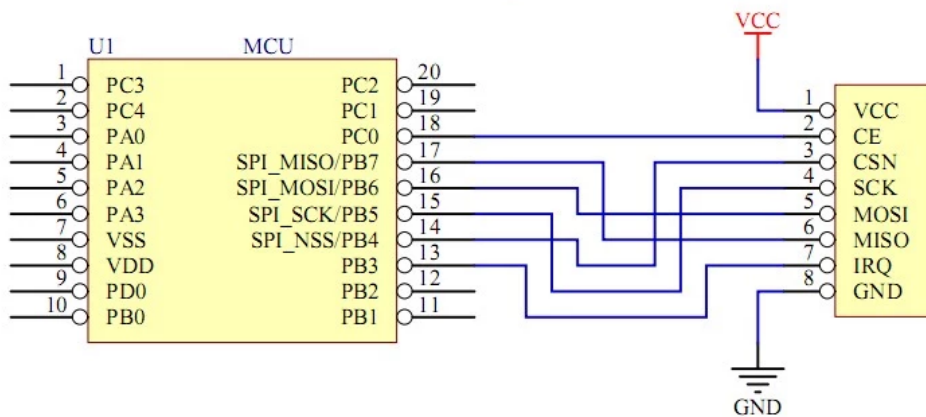 VCC
U1 MCU
1 PC3 PC2 20
2 PC4 PC1 19
3 PA0 PC0 18
4 PA1 SPI_MISO/PB7 17
5 PA2 SPI_MOSI/PB6 16
6 PA3 SPI_SCK/PB5 15
7 VSS SPI_NSS/PB4 14
8 VDD PB3 13
9 PD0 PB2 12
10 PB0 PB1 11
1 VCC
2 CE
3 CSN
4 SCK
5 MOSI
6 MISO
7 IRQ
8 GND
GND